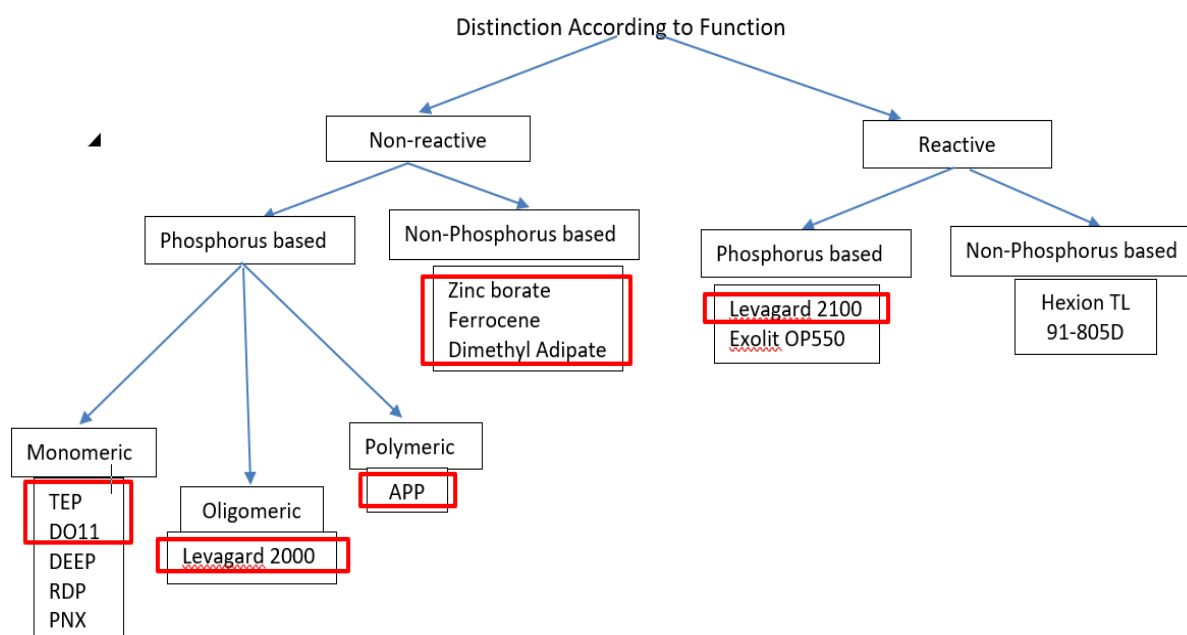 Distinction According to Function
Non-reactive
Reactive
Phosphorus based
Non-Phosphorus based
Phosphorus based
Non-Phosphorus based
Zinc borate
Ferrocene
Dimethyl Adipate
Levagard 2100
Exolit OP550
Hexion TL
91-805D
Monomeric
TEP
DO11
DEEP
RDP
PNX
Oligomeric
Levagard 2000
Polymeric
APP